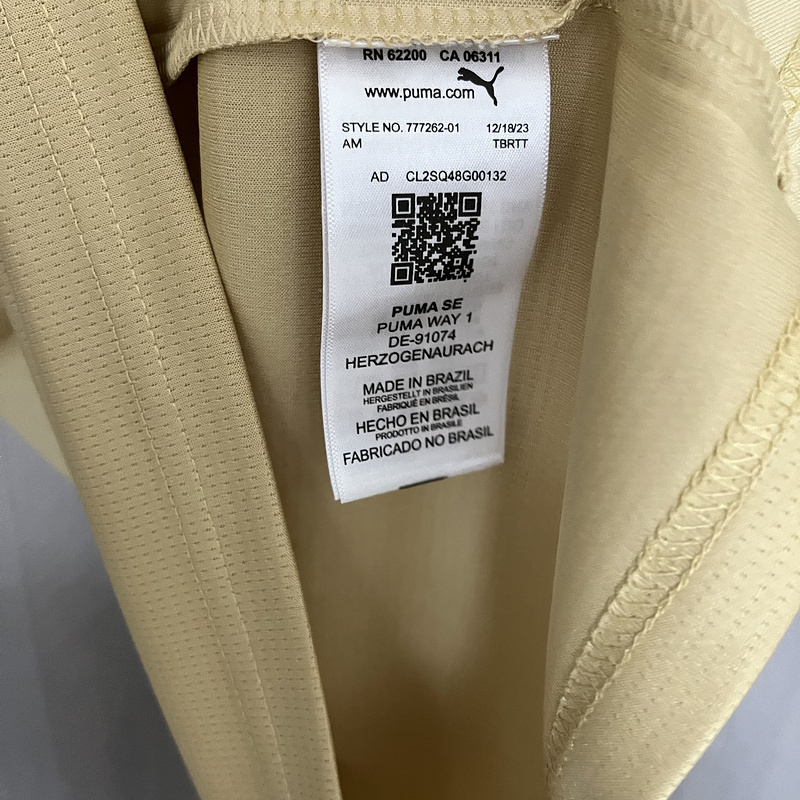 RN 62200 CA 06311
www.puma.com
STYLE NO. 777262-01 12/18/23
AM TBRTT
AD CL2SQ48G00132
PUMA SE
PUMA WAY 1
DE-91074
HERZOGENAURACH
MADE IN BRAZIL
HERGESTELLT IN BRASILIEN
FABRIQUÉ EN BRÉSIL
HECHO EN BRASIL
PRODOTTO IN BRASILE
FABRICADO NO BRASIL